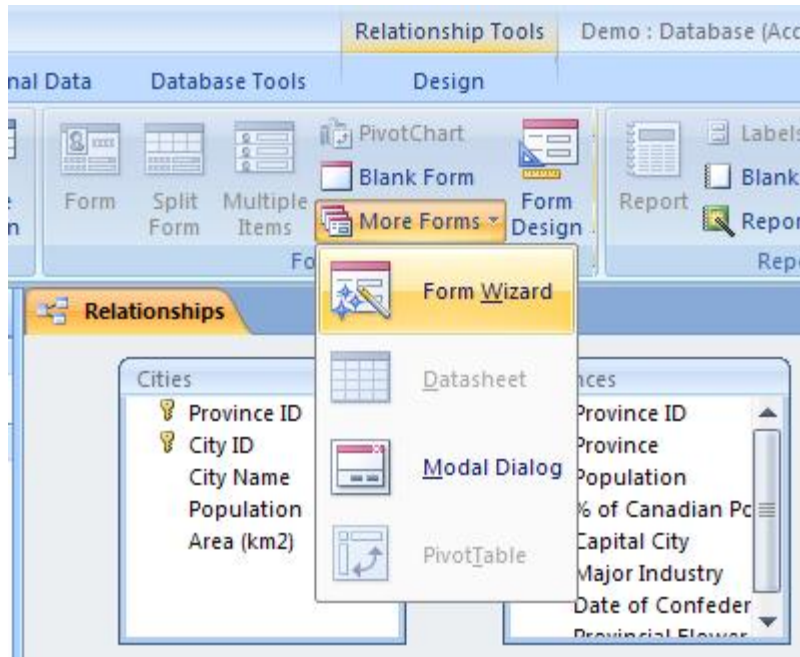 Relationship Tools
Demo : Database (Acc
nal Data
Database Tools
Design
Form
Split Form
Multiple Items
PivotChart
Blank Form
More Forms
Form Design
Report
Labels
Blank
Repor
Fo
Repo
Form Wizard
Datasheet
Modal Dialog
PivotTable
Relationships
Cities
Province ID
City ID
City Name
Population
Area (km2)
nces
Province ID
Province
Population
% of Canadian Po
Capital City
Major Industry
Date of Confeder
Provincial Flower